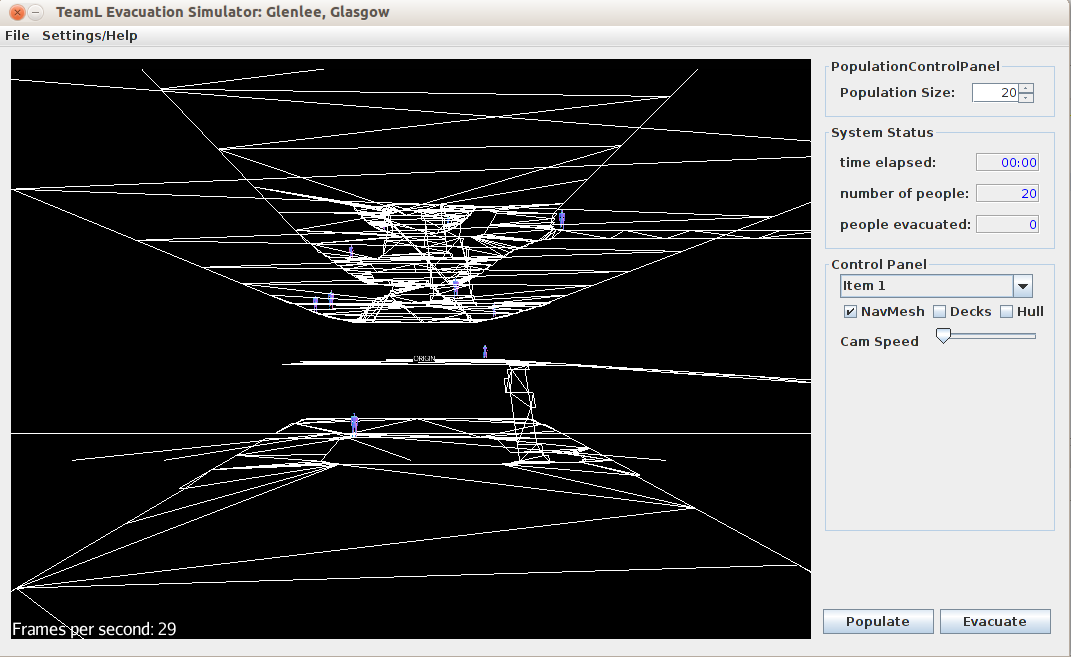 TeamL Evacuation Simulator: Glenlee, Glasgow
File Settings/Help
PopulationControlPanel
Population Size: 20
System Status
time elapsed: 00:00
number of people: 20
people evacuated: 0
Control Panel
Item 1
NavMesh Decks Hull
Cam Speed
ORIGIN
Frames per second: 29
Populate Evacuate